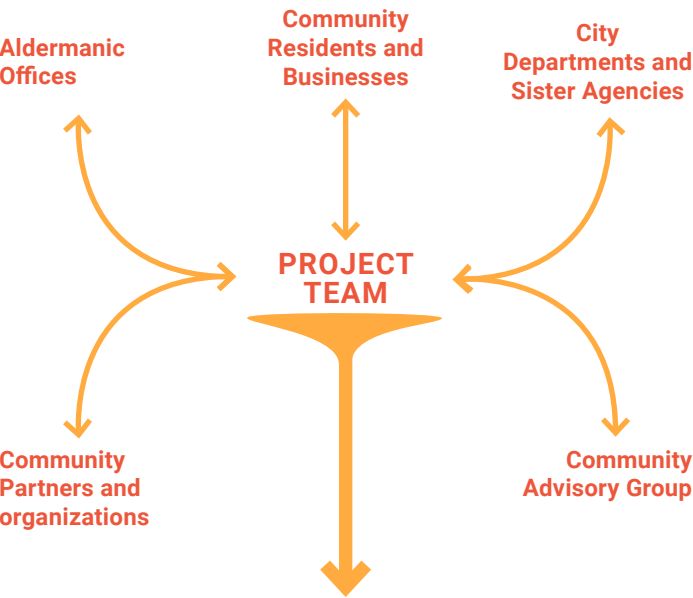 Aldermanic
Offices
Community
Residents and
Businesses
City
Departments and
Sister Agencies
PROJECT
TEAM
Community
Partners and
organizations
Community
Advisory Group